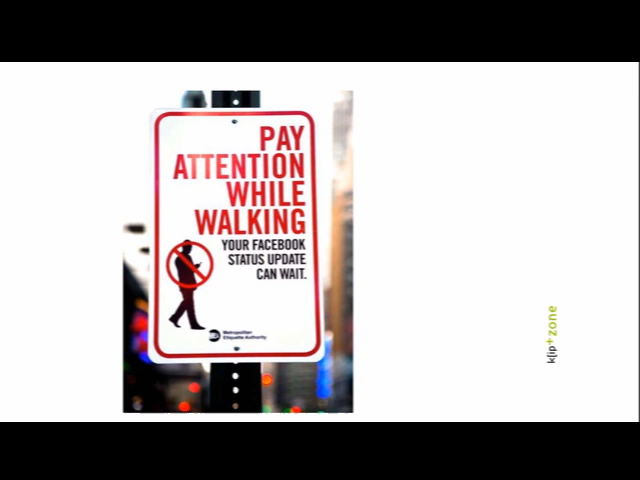 PAY
ATTENTION
WHILE
WALKING
YOUR FACEBOOK
STATUS UPDATE
CAN WAIT.
Metropolitan
Etiquette Authority
klip+zone